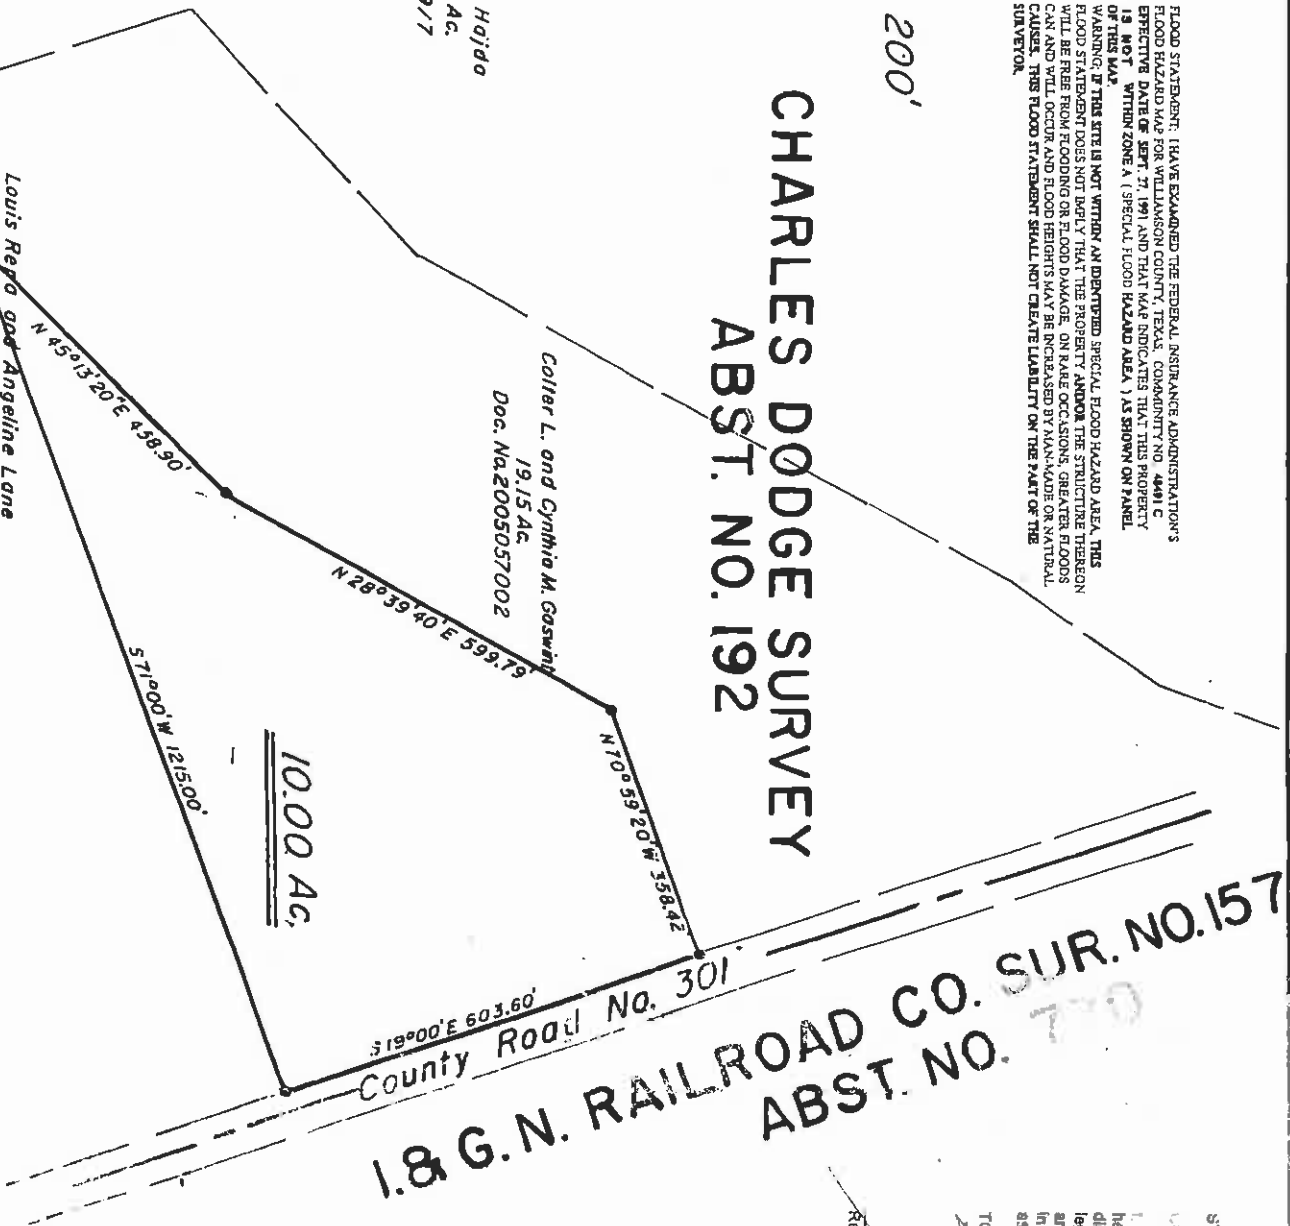 FLOOD STATEMENT: I HAVE EXAMINED THE FEDERAL INSURANCE ADMINISTRATION'S
FLOOD HAZARD MAP FOR WILLIAMSON COUNTY, TEXAS, COMMUNITY NO. 48491 C
EFFECTIVE DATE OF SEPT. 27, 1991 AND THAT MAP INDICATES THAT THIS PROPERTY
IS NOT WITHIN ZONE A ( SPECIAL FLOOD HAZARD AREA ) AS SHOWN ON PANEL
OF THIS MAP.
WARNING: IF THIS SITE IS NOT WITHIN AN IDENTIFIED SPECIAL FLOOD HAZARD AREA, THIS
FLOOD STATEMENT DOES NOT IMPLY THAT THE PROPERTY AND/OR THE STRUCTURE THEREON
WILL BE FREE FROM FLOODING OR FLOOD DAMAGE, ON RARE OCCASIONS, GREATER FLOODS
CAN AND WILL OCCUR AND FLOOD HEIGHTS MAY BE INCREASED BY MAN-MADE OR NATURAL
CAUSES. THIS FLOOD STATEMENT SHALL NOT CREATE LIABILITY ON THE PART OF THE
SURVEYOR.
200'
CHARLES DODGE SURVEY
ABST. NO. 192
Hajda
Ac.
Colter L. and Cynthia M. Goswint
19.15 Ac.
Doc. No.2005057002
N 70°59'20"W 358.42'
N 28°39'40"E 599.79'
N 45°13'20"E 458.90'
10.00 Ac.
S71°00'W 1215.00'
S19°00'E 603.60'
County Road No. 301
I.&G.N. RAILROAD CO. SUR. NO.157
ABST. NO.
Louis Repa and Angeline Lane